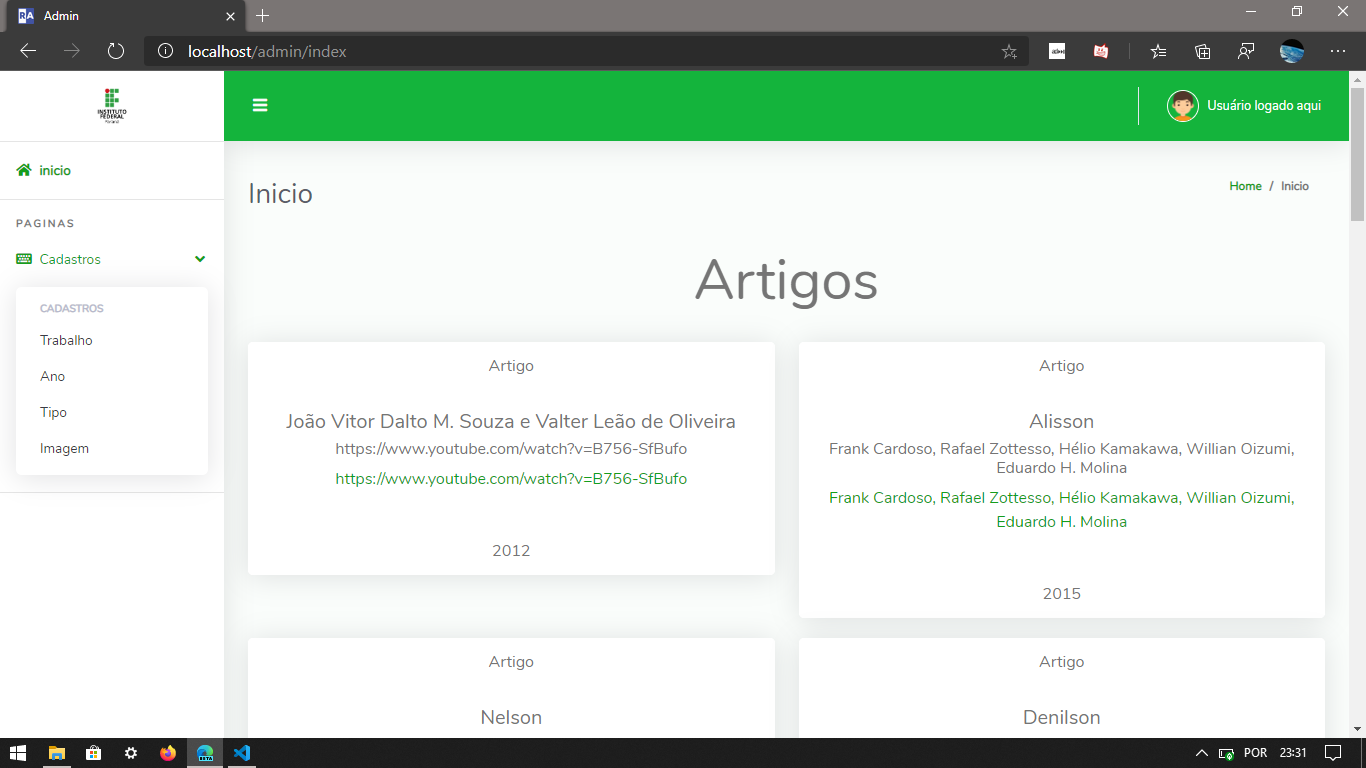 RA Admin
localhost/admin/index
INSTITUTO
FEDERAL
Paraná
Usuário logado aqui
inicio
PAGINAS
Cadastros
CADASTROS
Trabalho
Ano
Tipo
Imagem
Inicio
Home / Inicio
Artigos
Artigo
João Vitor Dalto M. Souza e Valter Leão de Oliveira
https://www.youtube.com/watch?v=B756-SfBufo
https://www.youtube.com/watch?v=B756-SfBufo
2012
Artigo
Alisson
Frank Cardoso, Rafael Zottesso, Hélio Kamakawa, Willian Oizumi,
Eduardo H. Molina
Frank Cardoso, Rafael Zottesso, Hélio Kamakawa, Willian Oizumi,
Eduardo H. Molina
2015
Artigo
Nelson
Artigo
Denilson
POR 23:31